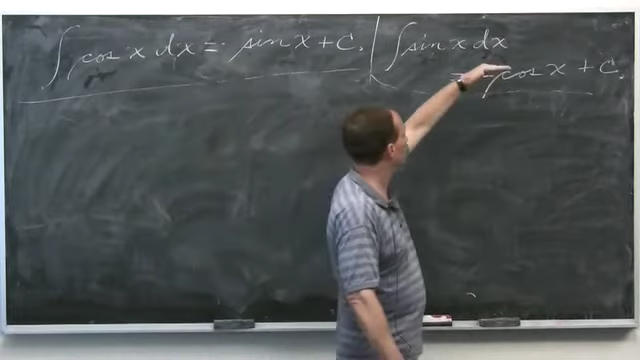 ∫ cos x dx = sin x + C.
∫ sin x dx
= - cos x + C.